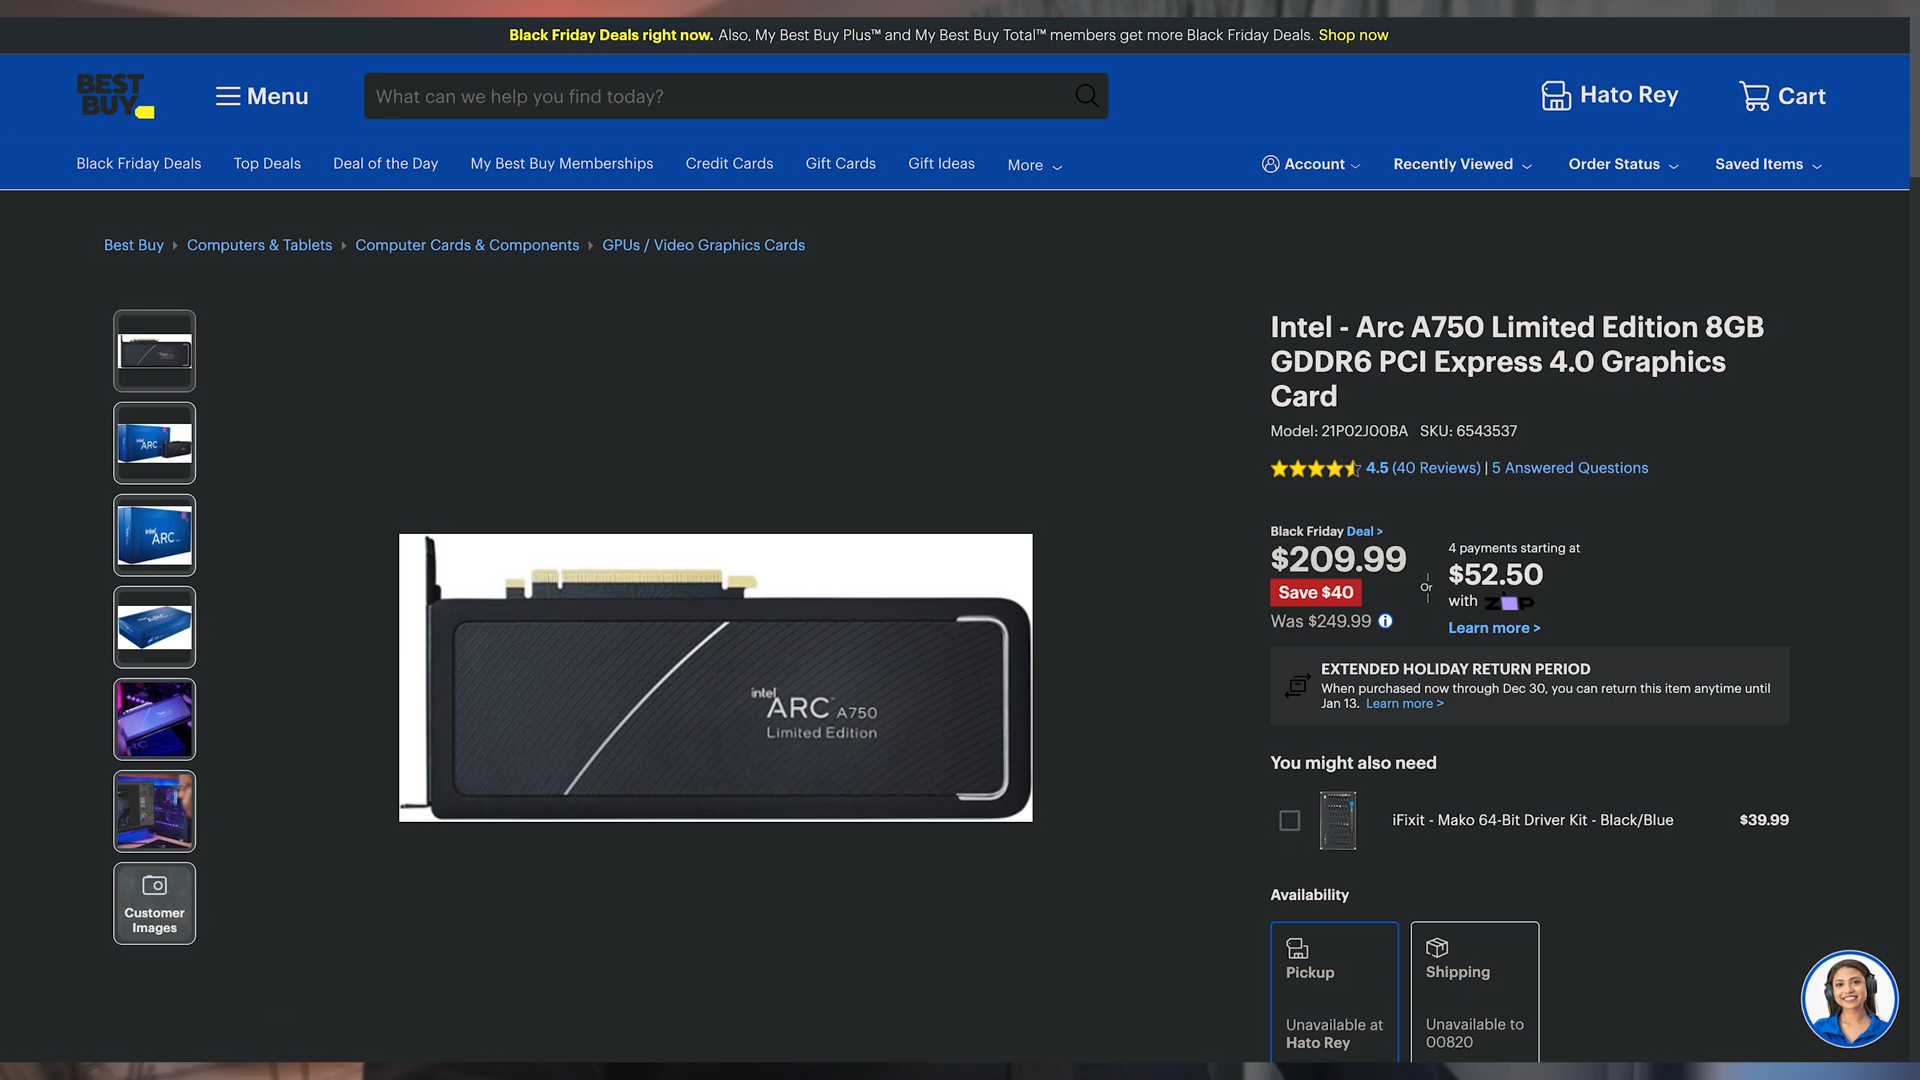 Black Friday Deals right now. Also, My Best Buy Plus™ and My Best Buy Total™ members get more Black Friday Deals. Shop now
BEST
BUY
Menu
What can we help you find today?
Hato Rey
Cart
Black Friday Deals
Top Deals
Deal of the Day
My Best Buy Memberships
Credit Cards
Gift Cards
Gift Ideas
More
Account
Recently Viewed
Order Status
Saved Items
Best Buy
Computers & Tablets
Computer Cards & Components
GPUs / Video Graphics Cards
intel
ARC
intel
ARC
ARC
Customer
Images
intel
ARC™ A750
Limited Edition
Intel - Arc A750 Limited Edition 8GB
GDDR6 PCI Express 4.0 Graphics
Card
Model: 21P02J00BA SKU: 6543537
4.5 (40 Reviews) | 5 Answered Questions
Black Friday Deal >
$209.99
Save $40
Was $249.99
Or
4 payments starting at
$52.50
with ZIP
Learn more >
EXTENDED HOLIDAY RETURN PERIOD
When purchased now through Dec 30, you can return this item anytime until
Jan 13. Learn more >
You might also need
iFixit - Mako 64-Bit Driver Kit - Black/Blue
$39.99
Availability
Pickup
Unavailable at
Hato Rey
Shipping
Unavailable to
00820